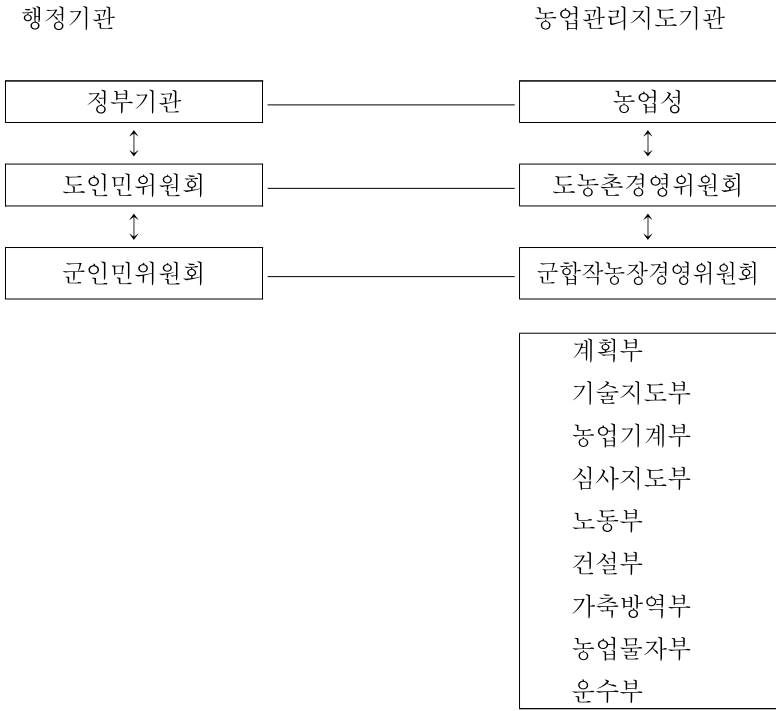 행정기관 농업관리지도기관
정부기관 농업성
도인민위원회 도농촌경영위원회
군인민위원회 군합작농장경영위원회
계획부
기술지도부
농업기계부
심사지도부
노동부
건설부
가축방역부
농업물자부
운수부